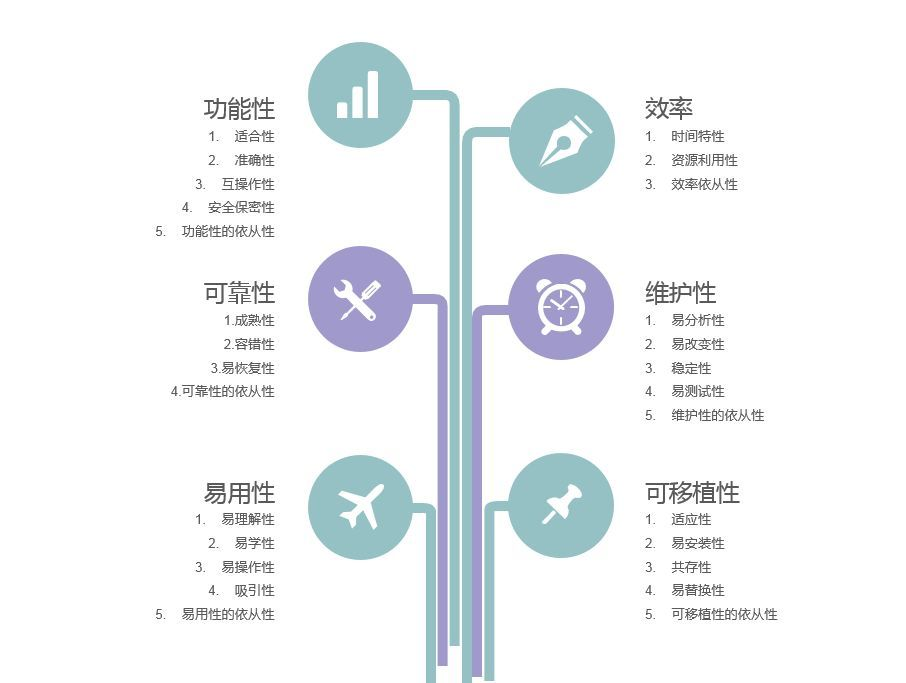 功能性
1. 适合性
2. 准确性
3. 互操作性
4. 安全保密性
5. 功能性的依从性
效率
1. 时间特性
2. 资源利用性
3. 效率依从性
可靠性
1.成熟性
2.容错性
3.易恢复性
4.可靠性的依从性
维护性
1. 易分析性
2. 易改变性
3. 稳定性
4. 易测试性
5. 维护性的依从性
易用性
1. 易理解性
2. 易学性
3. 易操作性
4. 吸引性
5. 易用性的依从性
可移植性
1. 适应性
2. 易安装性
3. 共存性
4. 易替换性
5. 可移植性的依从性